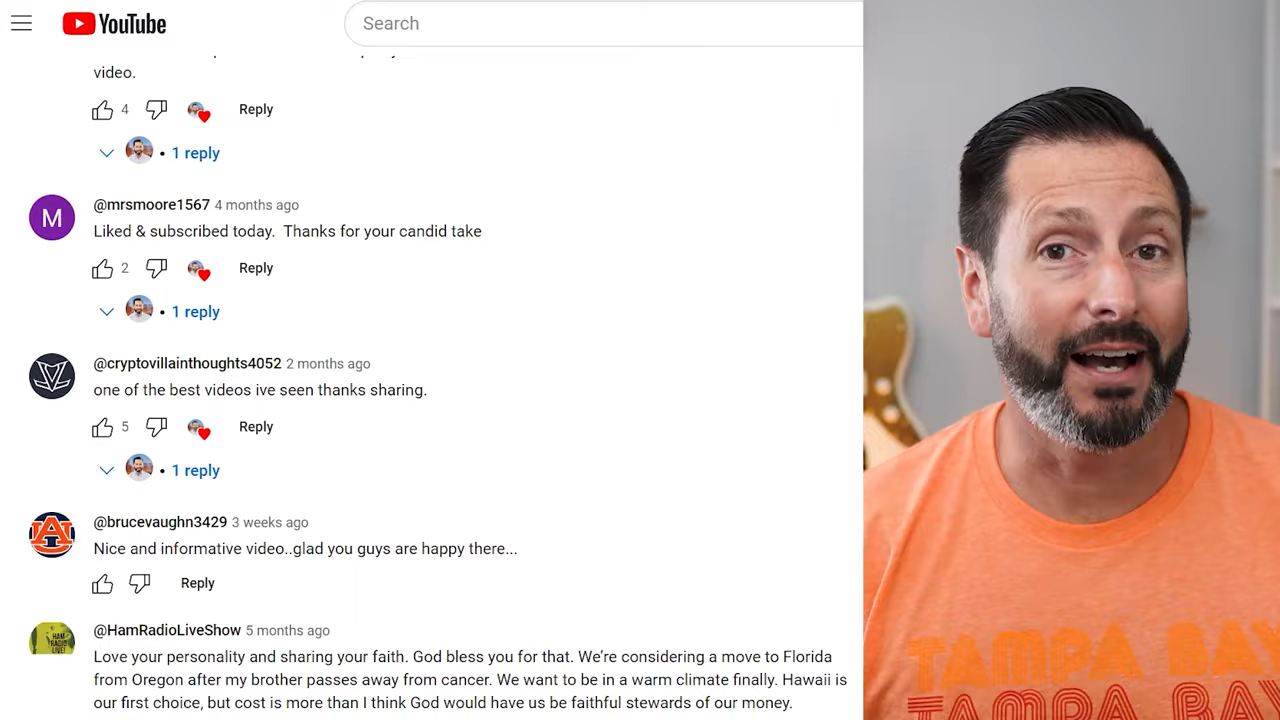 YouTube
Search
video.
4
Reply
• 1 reply
M
@mrsmoore1567 4 months ago
Liked & subscribed today.  Thanks for your candid take
2
Reply
• 1 reply
@cryptovillainthoughts4052 2 months ago
one of the best videos ive seen thanks sharing.
5
Reply
• 1 reply
@brucevaughn3429 3 weeks ago
Nice and informative video..glad you guys are happy there...
Reply
HAM
RADIO
LIVE!
@HamRadioLiveShow 5 months ago
Love your personality and sharing your faith. God bless you for that. We're considering a move to Florida
from Oregon after my brother passes away from cancer. We want to be in a warm climate finally. Hawaii is
our first choice, but cost is more than I think God would have us be faithful stewards of our money.
TAMPA BAY
TAMPA BAY